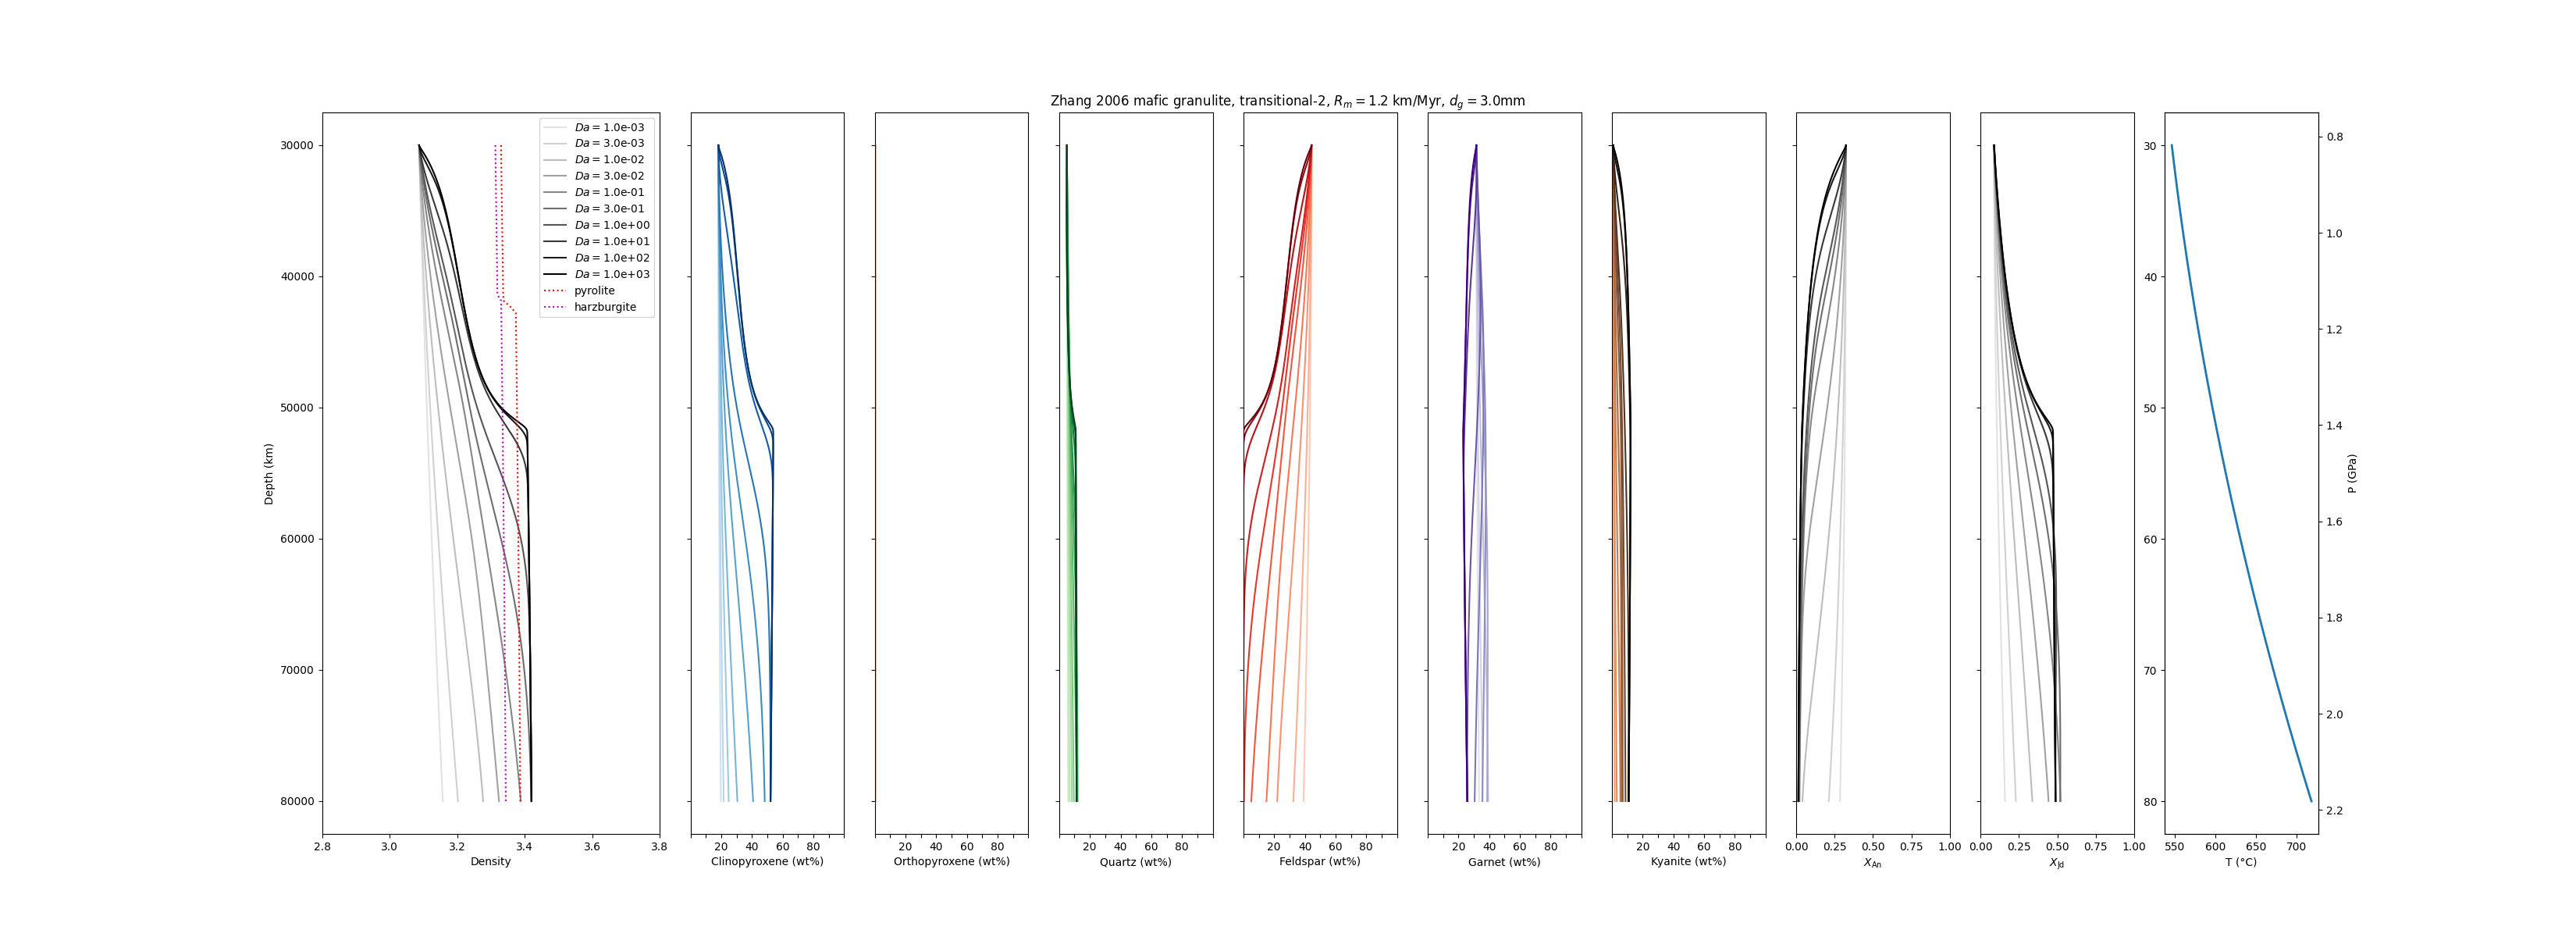 Zhang 2006 mafic granulite, transitional-2, R_m = 1.2 km/Myr, d_g = 3.0mm
Da = 1.0e-03
Da = 3.0e-03
Da = 1.0e-02
Da = 3.0e-02
Da = 1.0e-01
Da = 3.0e-01
Da = 1.0e+00
Da = 1.0e+01
Da = 1.0e+02
Da = 1.0e+03
pyrolite
harzburgite
Depth (km)
30000
40000
50000
60000
70000
80000
2.8 3.0 3.2 3.4 3.6 3.8
Density
20 40 60 80
Clinopyroxene (wt%)
Orthopyroxene (wt%)
20 40 60 80
20 40 60 80
Quartz (wt%)
20 40 60 80
Feldspar (wt%)
20 40 60 80
Garnet (wt%)
20 40 60 80
Kyanite (wt%)
0.00 0.25 0.50 0.75 1.00
X_An
0.00 0.25 0.50 0.75 1.00
X_Jd
30
40
50
60
70
80
550 600 650 700
T (°C)
0.8
1.0
1.2
1.4
1.6
1.8
2.0
2.2
P (GPa)